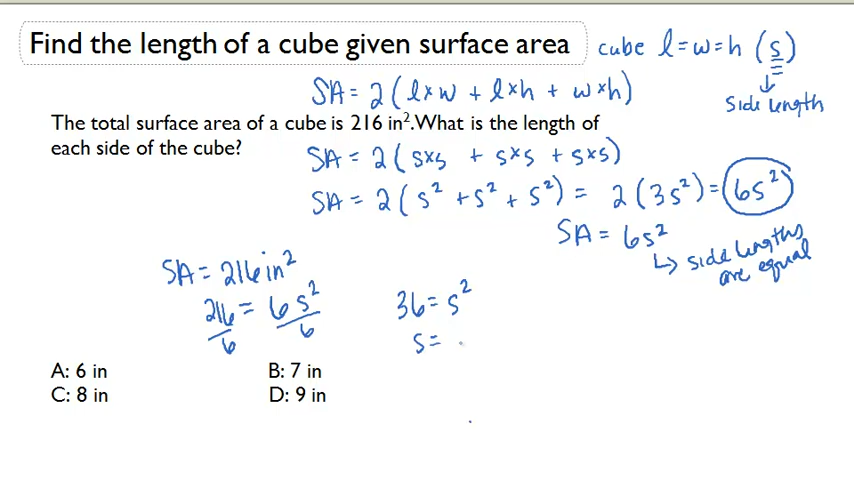 Find the length of a cube given surface area
cube l = w = h (s)
↓
Side length
SA = 2 ( l × w + l × h + w × h )
The total surface area of a cube is 216 in².What is the length of
each side of the cube?
SA = 2 ( s×s + s×s + s×s )
SA = 2 ( s² + s² + s² ) = 2 ( 3s² ) = 6s²
SA = 6s²
↳ side lengths
are equal
SA = 216 in²
216/6 = 6s²/6
36 = s²
s =
A: 6 in
B: 7 in
C: 8 in
D: 9 in